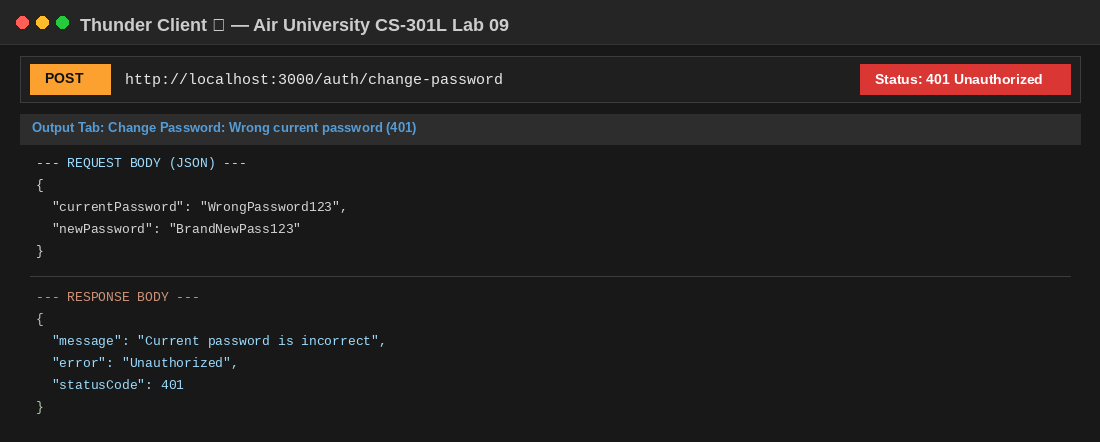 Thunder Client — Air University CS-301L Lab 09
POST
http://localhost:3000/auth/change-password
Status: 401 Unauthorized
Output Tab: Change Password: Wrong current password (401)
--- REQUEST BODY (JSON) ---
{
"currentPassword": "WrongPassword123",
"newPassword": "BrandNewPass123"
}
--- RESPONSE BODY ---
{
"message": "Current password is incorrect",
"error": "Unauthorized",
"statusCode": 401
}